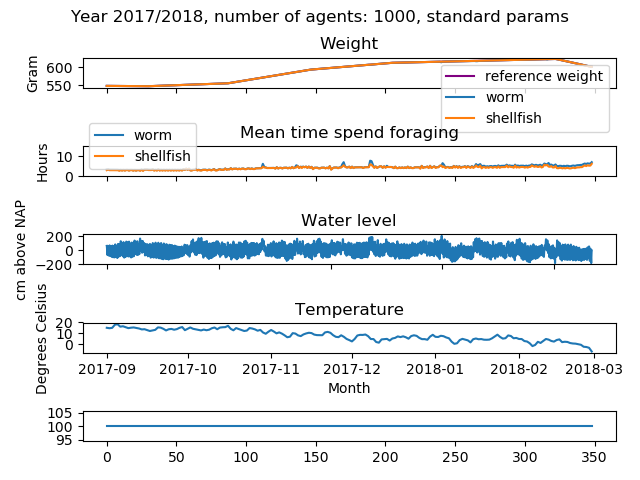 Year 2017/2018, number of agents: 1000, standard params
Weight
Gram
600
550
reference weight
worm
shellfish
Mean time spend foraging
worm
shellfish
Hours
10
0
Water level
cm above NAP
200
0
−200
Temperature
Degrees Celsius
20
10
0
2017-09 2017-10 2017-11 2017-12 2018-01 2018-02 2018-03
Month
105
100
95
0 50 100 150 200 250 300 350